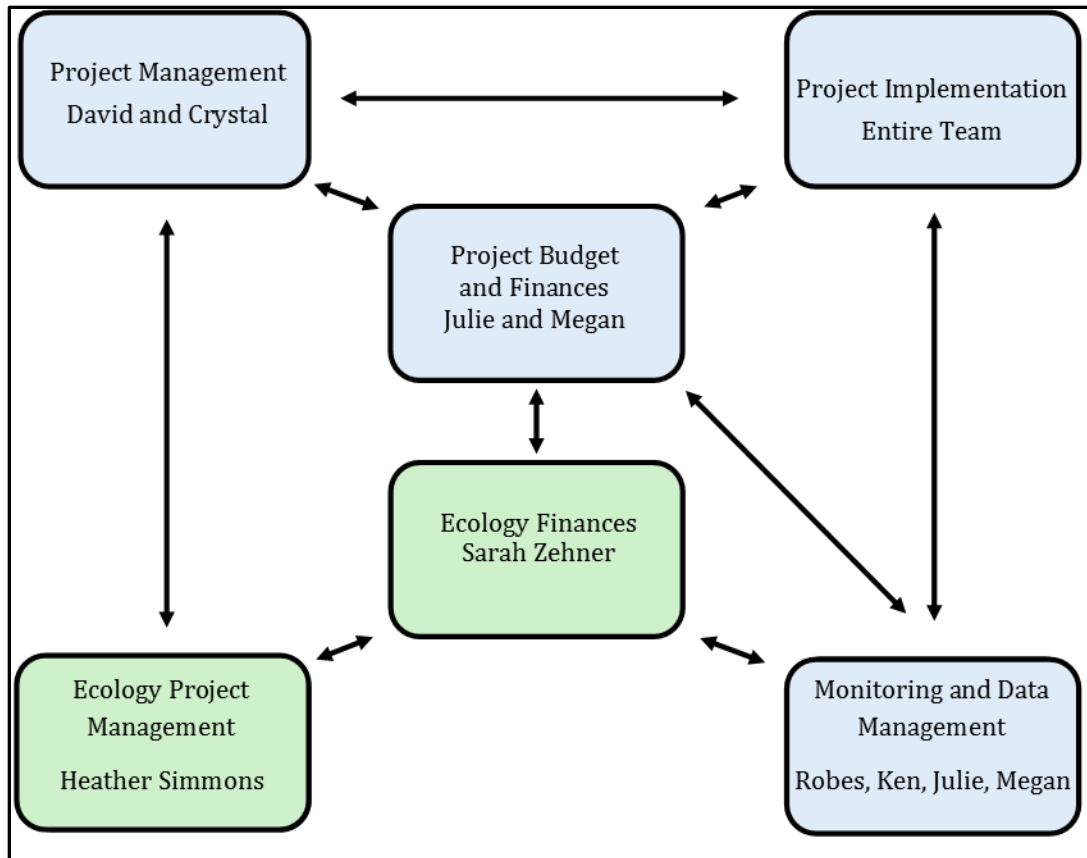 Project Management
David and Crystal
Project Implementation
Entire Team
Project Budget
and Finances
Julie and Megan
Ecology Finances
Sarah Zehner
Ecology Project
Management
Heather Simmons
Monitoring and Data
Management
Robes, Ken, Julie, Megan